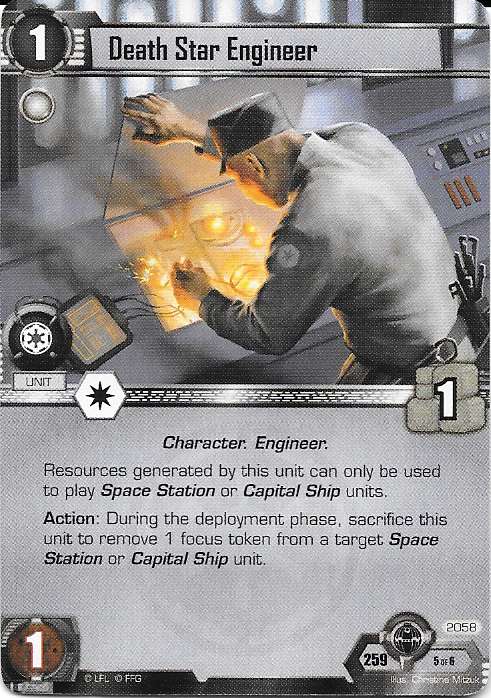 1
Death Star Engineer
UNIT
1
Character. Engineer.
Resources generated by this unit can only be used
to play Space Station or Capital Ship units.
Action: During the deployment phase, sacrifice this
unit to remove 1 focus token from a target Space
Station or Capital Ship unit.
1
2058
259
5 OF 6
© LFL © FFG
Illus. Christine Mitzuk